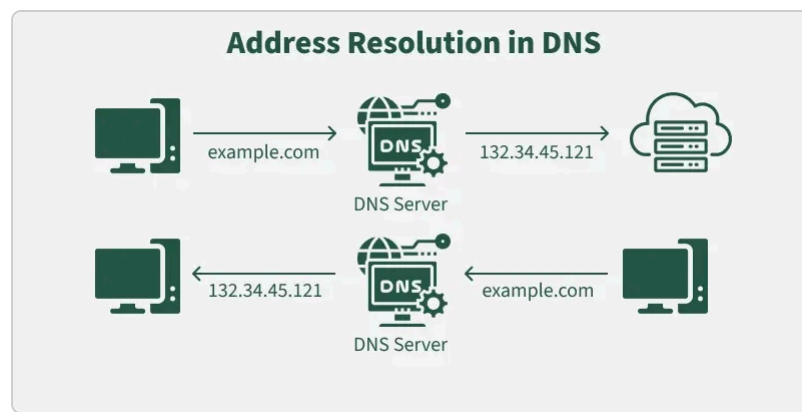 Address Resolution in DNS
example.com
DNS
132.34.45.121
DNS Server
132.34.45.121
DNS
example.com
DNS Server